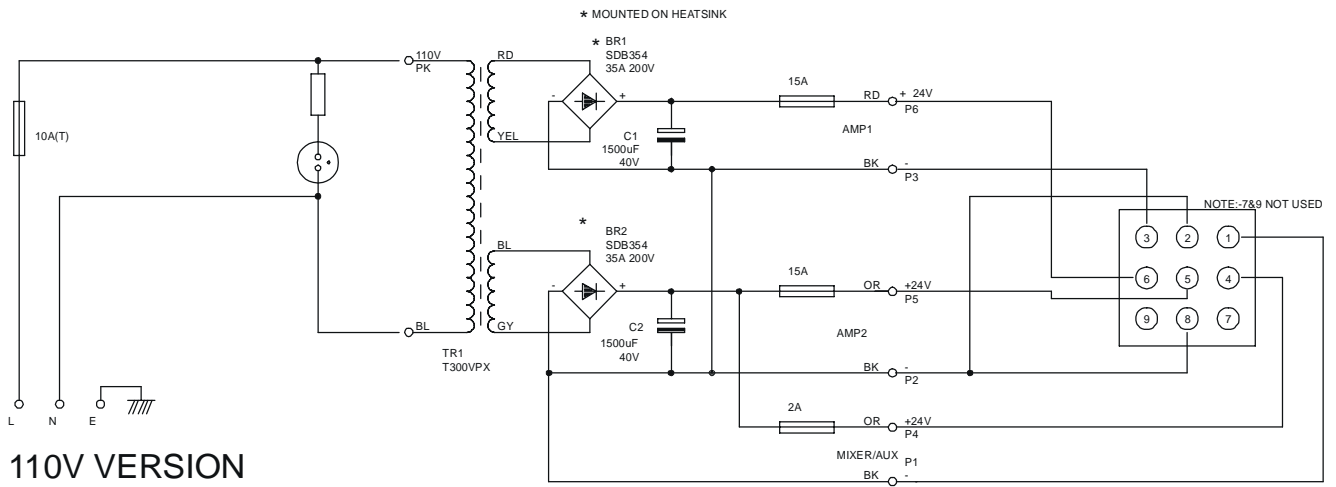 * MOUNTED ON HEATSINK
* BR1
SDB354
35A 200V
110V
PK
RD
YEL
- +
C1
1500uF
40V
15A
RD
+ 24V
P6
AMP1
BK
-
P3
10A(T)
NOTE:-7&9 NOT USED
3 2 1
6 5 4
9 8 7
*
BR2
SDB354
35A 200V
BL
GY
- +
C2
1500uF
40V
15A
OR
+24V
P5
AMP2
BK
-
P2
BL
TR1
T300VPX
2A
OR
+24V
P4
MIXER/AUX
P1
BK
-
L N E
110V VERSION